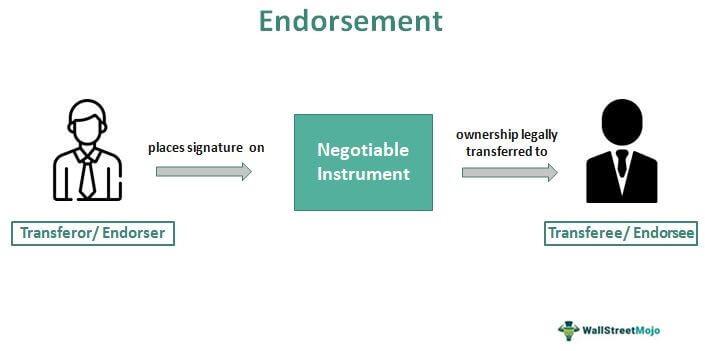 Endorsement
places signature on
Negotiable
Instrument
ownership legally
transferred to
Transferor/ Endorser
Transferee/ Endorsee
WallStreetMojo